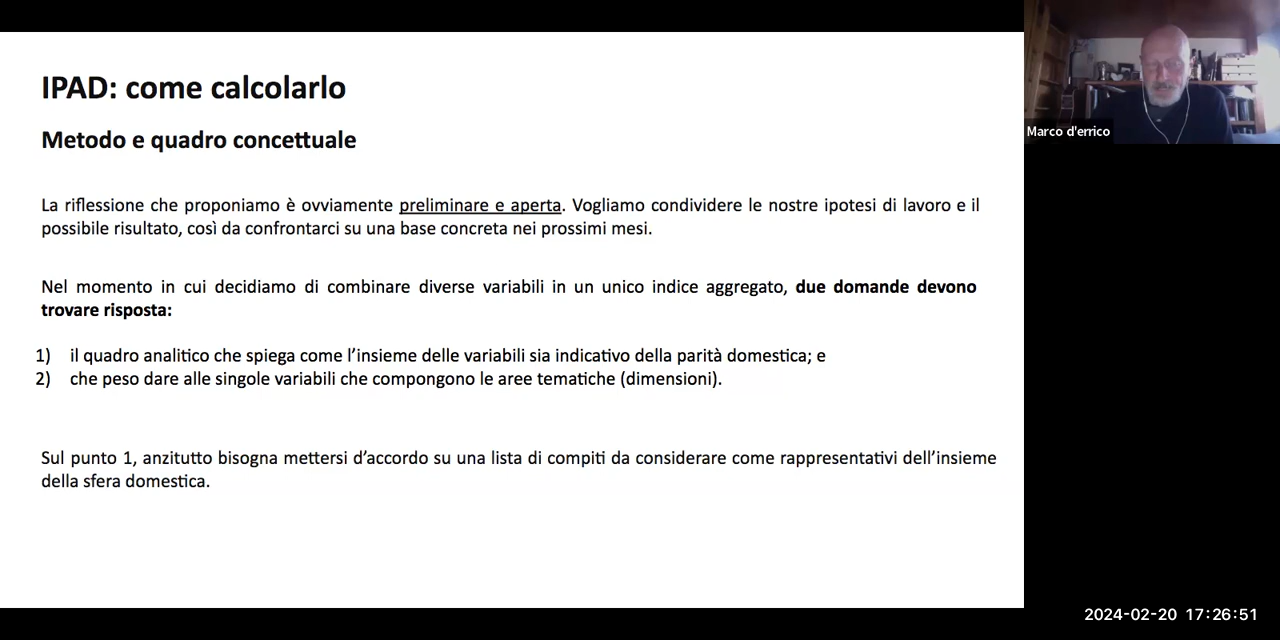 IPAD: come calcolarlo
Metodo e quadro concettuale
La riflessione che proponiamo è ovviamente preliminare e aperta. Vogliamo condividere le nostre ipotesi di lavoro e il
possibile risultato, così da confrontarci su una base concreta nei prossimi mesi.
Nel momento in cui decidiamo di combinare diverse variabili in un unico indice aggregato, due domande devono
trovare risposta:
1) il quadro analitico che spiega come l’insieme delle variabili sia indicativo della parità domestica; e
2) che peso dare alle singole variabili che compongono le aree tematiche (dimensioni).
Sul punto 1, anzitutto bisogna mettersi d’accordo su una lista di compiti da considerare come rappresentativi dell’insieme
della sfera domestica.
Marco d'errico
2024-02-20 17:26:51